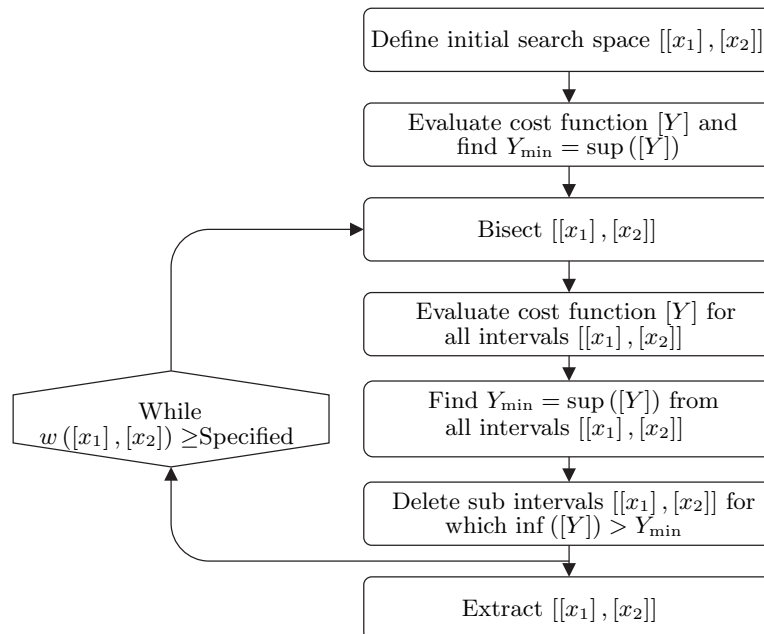 Define initial search space [[x₁] , [x₂]]
Evaluate cost function [Y] and
find Yₘᵢₙ = sup ([Y])
Bisect [[x₁] , [x₂]]
Evaluate cost function [Y] for
all intervals [[x₁] , [x₂]]
Find Yₘᵢₙ = sup ([Y]) from
all intervals [[x₁] , [x₂]]
Delete sub intervals [[x₁] , [x₂]] for
which inf ([Y]) > Yₘᵢₙ
While
w ([x₁] , [x₂]) ≥Specified
Extract [[x₁] , [x₂]]